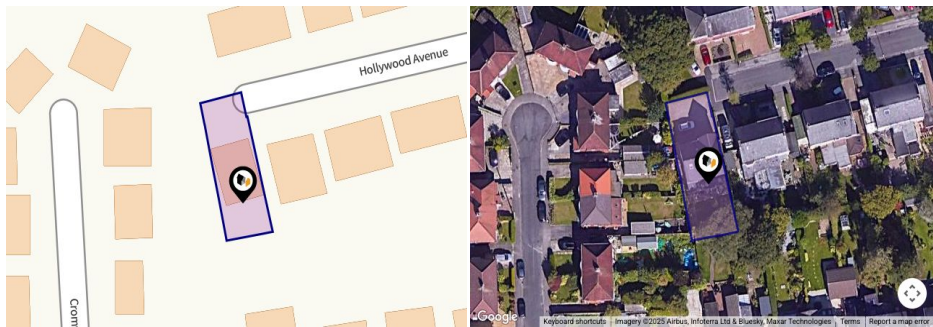 Hollywood Avenue
Crom
Google
Keyboard shortcuts
Imagery ©2025 Airbus, Infoterra Ltd & Bluesky, Maxar Technologies
Terms
Report a map error